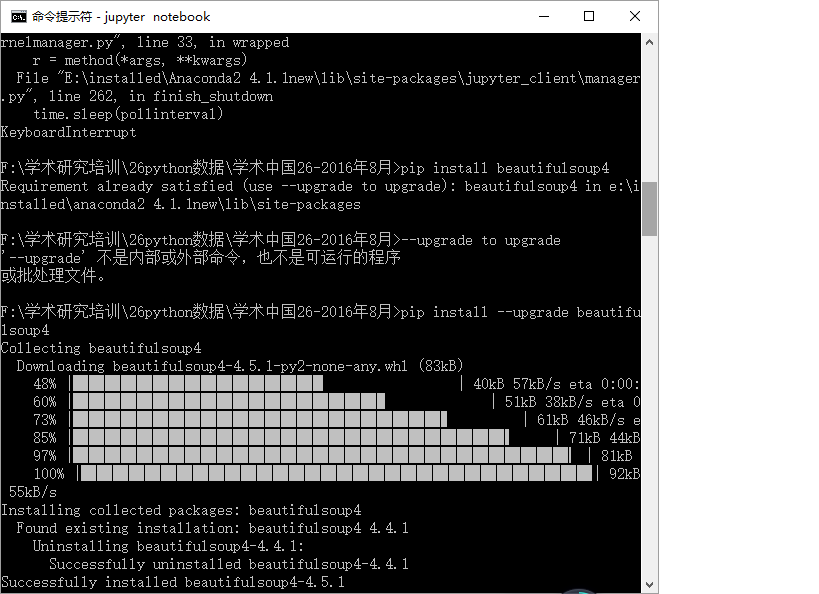 命令提示符 - jupyter notebook
rnelmanager.py", line 33, in wrapped
r = method(*args, **kwargs)
File "E:\installed\Anaconda2 4.1.1new\lib\site-packages\jupyter_client\manager
.py", line 262, in finish_shutdown
time.sleep(pollinterval)
KeyboardInterrupt
F:\学术研究培训\26python数据\学术中国26-2016年8月>pip install beautifulsoup4
Requirement already satisfied (use --upgrade to upgrade): beautifulsoup4 in e:\i
nstalled\anaconda2 4.1.1new\lib\site-packages
F:\学术研究培训\26python数据\学术中国26-2016年8月>--upgrade to upgrade
'--upgrade' 不是内部或外部命令，也不是可运行的程序
或批处理文件。
F:\学术研究培训\26python数据\学术中国26-2016年8月>pip install --upgrade beautifu
lsoup4
Collecting beautifulsoup4
Downloading beautifulsoup4-4.5.1-py2-none-any.whl (83kB)
48% | | 40kB 57kB/s eta 0:00:
60% | | 51kB 38kB/s eta 0
73% | | 61kB 46kB/s e
85% | | 71kB 44kB
97% | | 81kB
100% | | 92kB
55kB/s
Installing collected packages: beautifulsoup4
Found existing installation: beautifulsoup4 4.4.1
Uninstalling beautifulsoup4-4.4.1:
Successfully uninstalled beautifulsoup4-4.4.1
Successfully installed beautifulsoup4-4.5.1